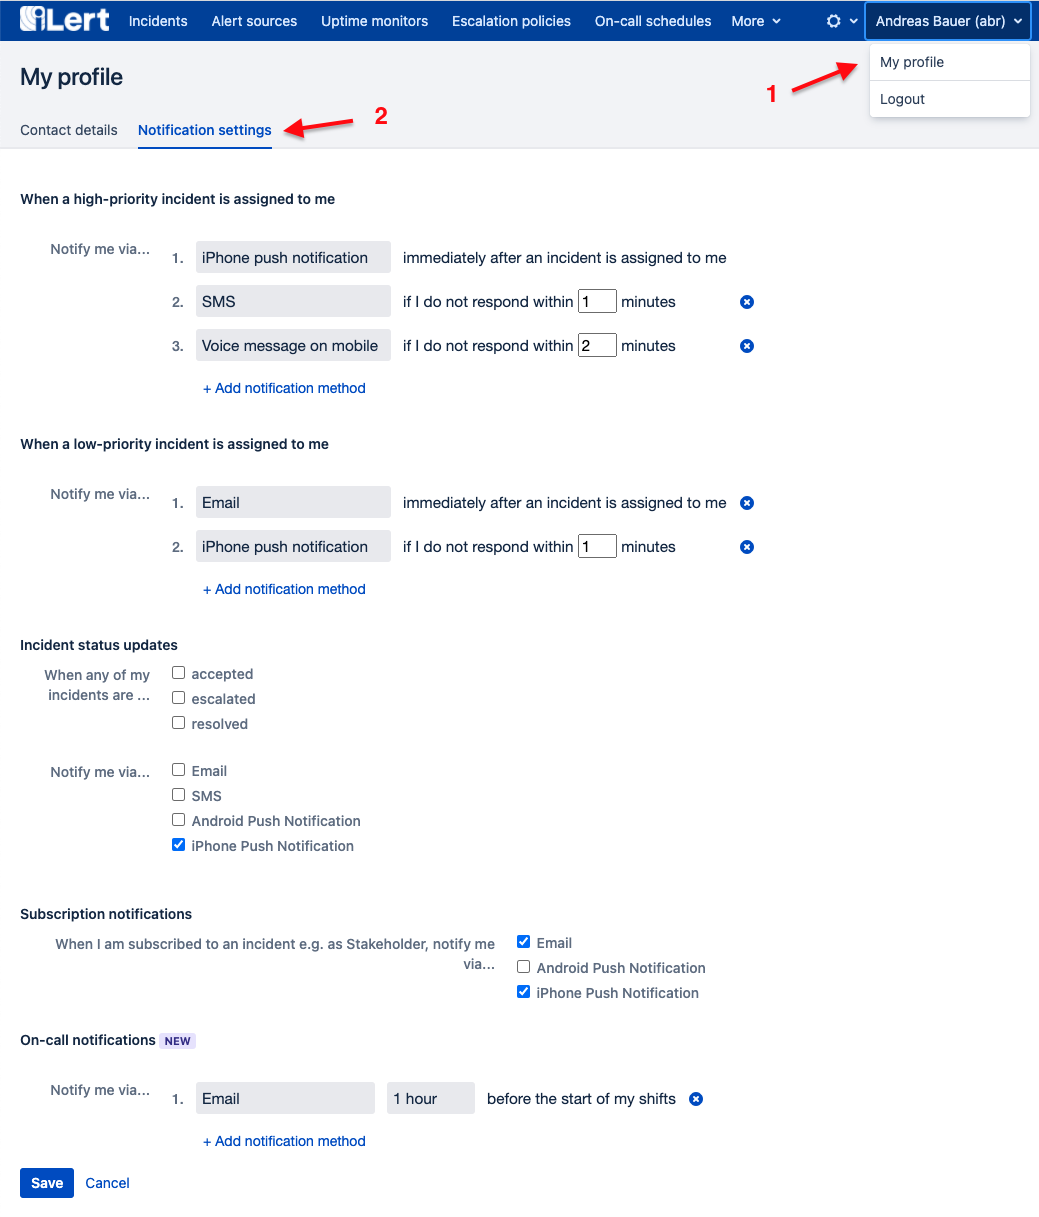 iLert Incidents Alert sources Uptime monitors Escalation policies On-call schedules More Andreas Bauer (abr)
My profile
Logout
1
My profile
2
Contact details Notification settings
When a high-priority incident is assigned to me
Notify me via... 1. iPhone push notification immediately after an incident is assigned to me
2. SMS if I do not respond within 1 minutes
3. Voice message on mobile if I do not respond within 2 minutes
+ Add notification method
When a low-priority incident is assigned to me
Notify me via... 1. Email immediately after an incident is assigned to me
2. iPhone push notification if I do not respond within 1 minutes
+ Add notification method
Incident status updates
When any of my
incidents are ...
accepted
escalated
resolved
Notify me via...
Email
SMS
Android Push Notification
iPhone Push Notification
Subscription notifications
When I am subscribed to an incident e.g. as Stakeholder, notify me
via...
Email
Android Push Notification
iPhone Push Notification
On-call notifications NEW
Notify me via... 1. Email 1 hour before the start of my shifts
+ Add notification method
Save Cancel